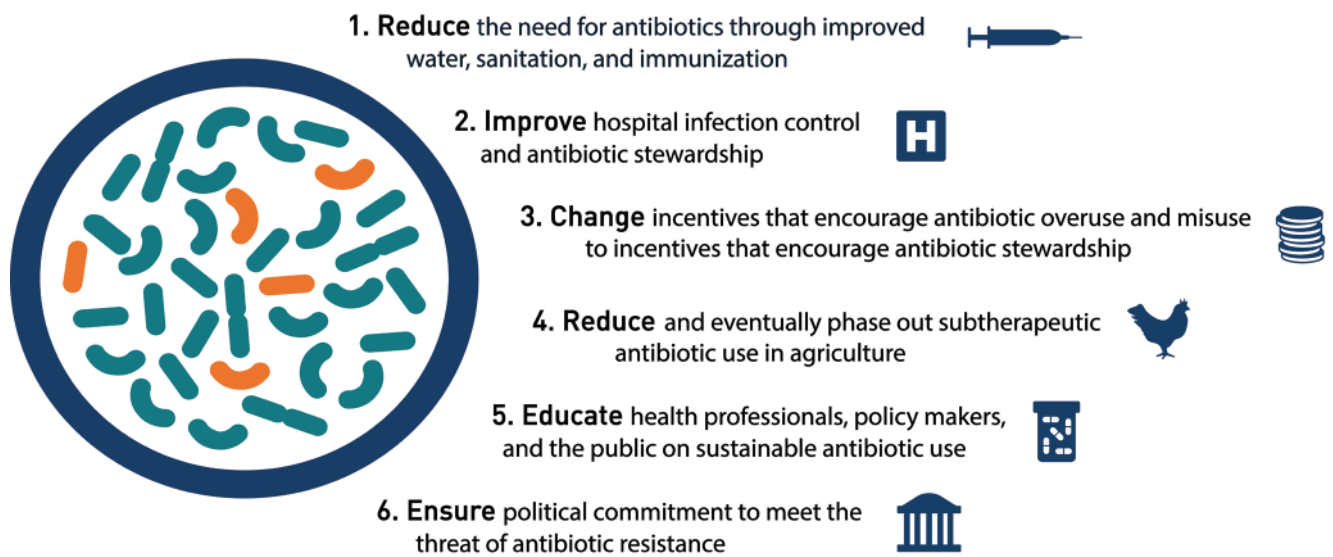 1. Reduce the need for antibiotics through improved
water, sanitation, and immunization
2. Improve hospital infection control
and antibiotic stewardship
H
3. Change incentives that encourage antibiotic overuse and misuse
to incentives that encourage antibiotic stewardship
4. Reduce and eventually phase out subtherapeutic
antibiotic use in agriculture
5. Educate health professionals, policy makers,
and the public on sustainable antibiotic use
6. Ensure political commitment to meet the
threat of antibiotic resistance